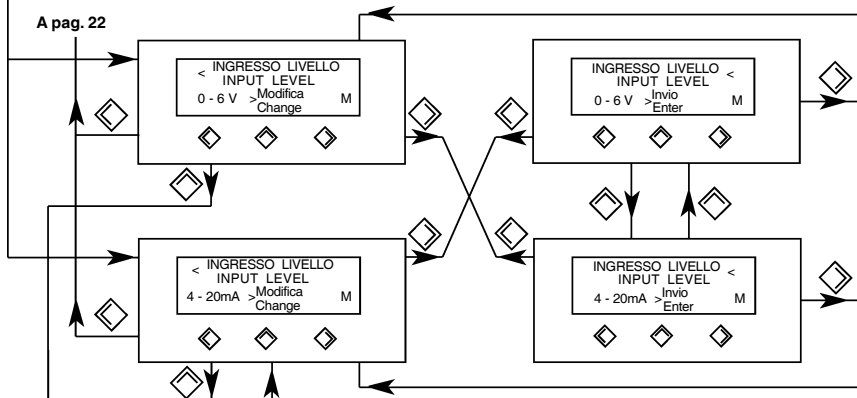 A pag. 22
< INGRESSO LIVELLO
INPUT LEVEL
0 - 6 V >Modifica M
Change
INGRESSO LIVELLO <
INPUT LEVEL
0 - 6 V >Invio M
Enter
< INGRESSO LIVELLO
INPUT LEVEL
4 - 20mA >Modifica M
Change
INGRESSO LIVELLO <
INPUT LEVEL
4 - 20mA >Invio M
Enter